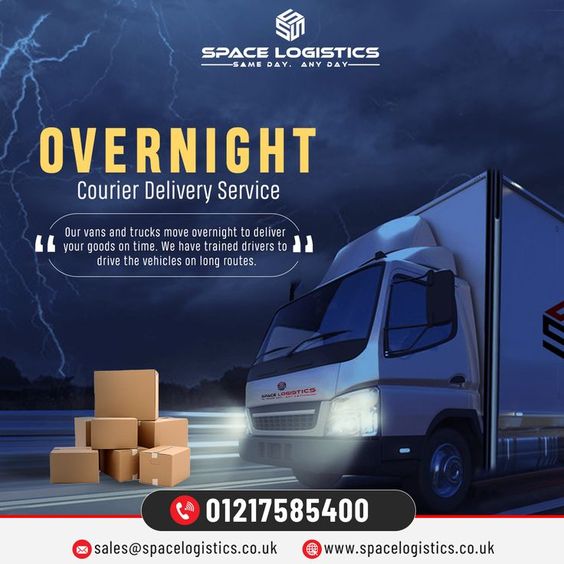 SPACE LOGISTICS
SAME DAY. ANY DAY
OVERNIGHT
Courier Delivery Service
"Our vans and trucks move overnight to deliver
your goods on time. We have trained drivers to
drive the vehicles on long routes."
SPACE LOGISTICS
01217585400
sales@spacelogistics.co.uk
www.spacelogistics.co.uk